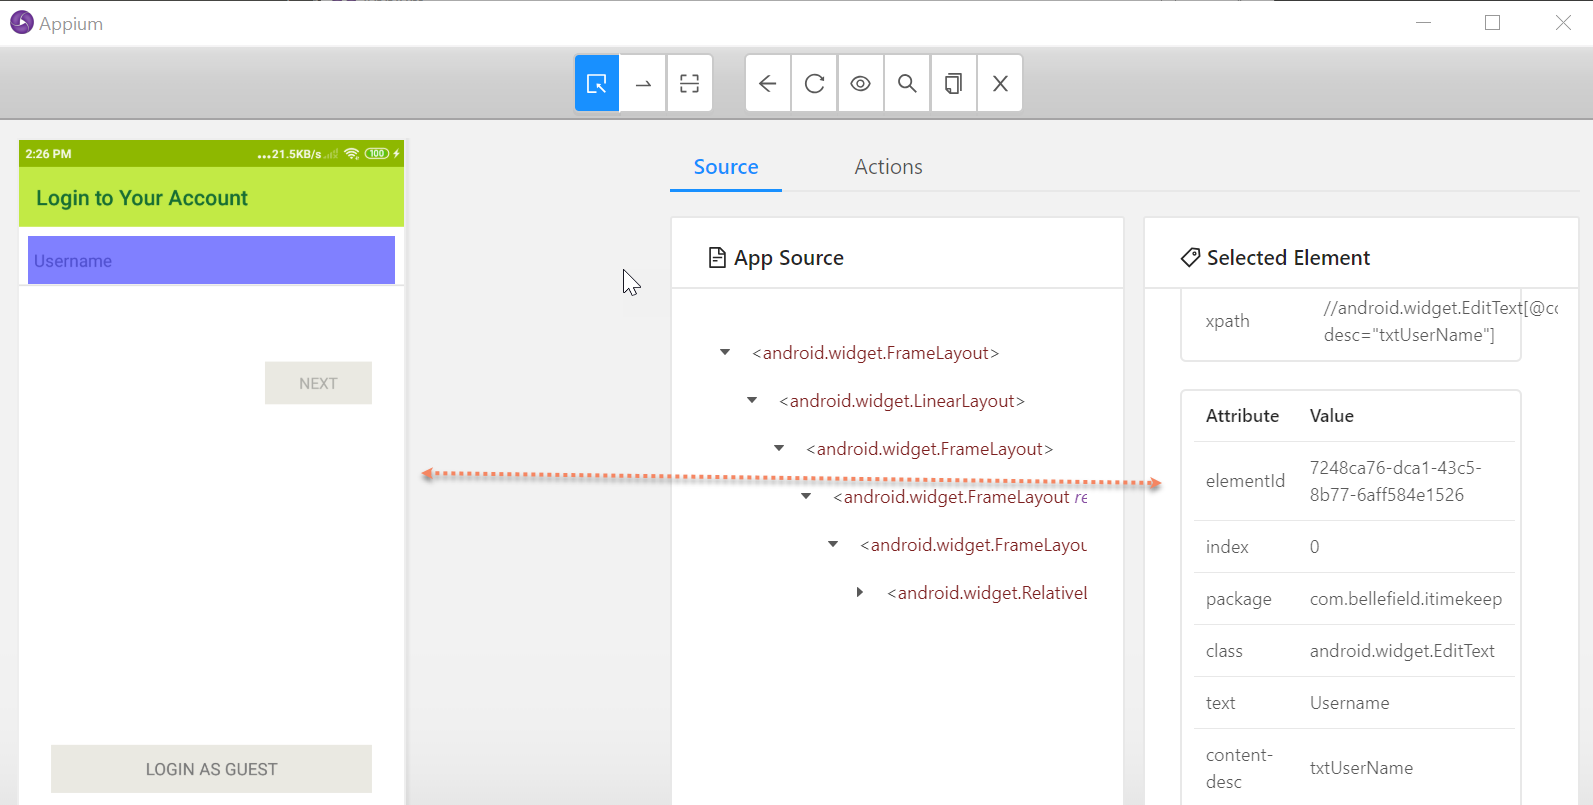 Appium
2:26 PM
...21.5KB/s
100
Login to Your Account
Username
NEXT
LOGIN AS GUEST
Source
Actions
App Source
<android.widget.FrameLayout>
<android.widget.LinearLayout>
<android.widget.FrameLayout>
<android.widget.FrameLayout re
<android.widget.FrameLayou
<android.widget.RelativeL
Selected Element
xpath
//android.widget.EditText[@co
desc="txtUserName"]
Attribute Value
elementId
7248ca76-dca1-43c5-
8b77-6aff584e1526
index 0
package com.bellefield.itimekeep
class android.widget.EditText
text Username
content-
desc
txtUserName